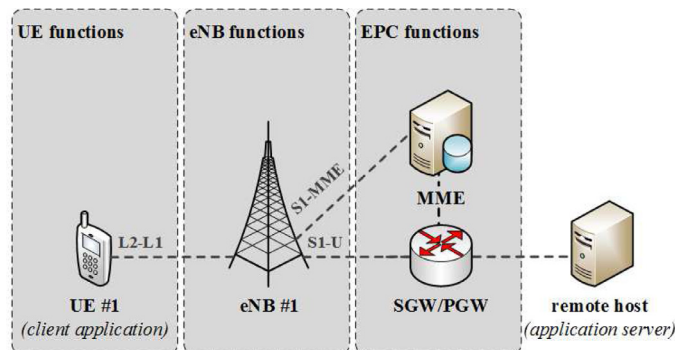 UE functions
eNB functions
EPC functions
S1-MME
MME
L2-L1
S1-U
UE #1
(client application)
eNB #1
SGW/PGW
remote host
(application server)